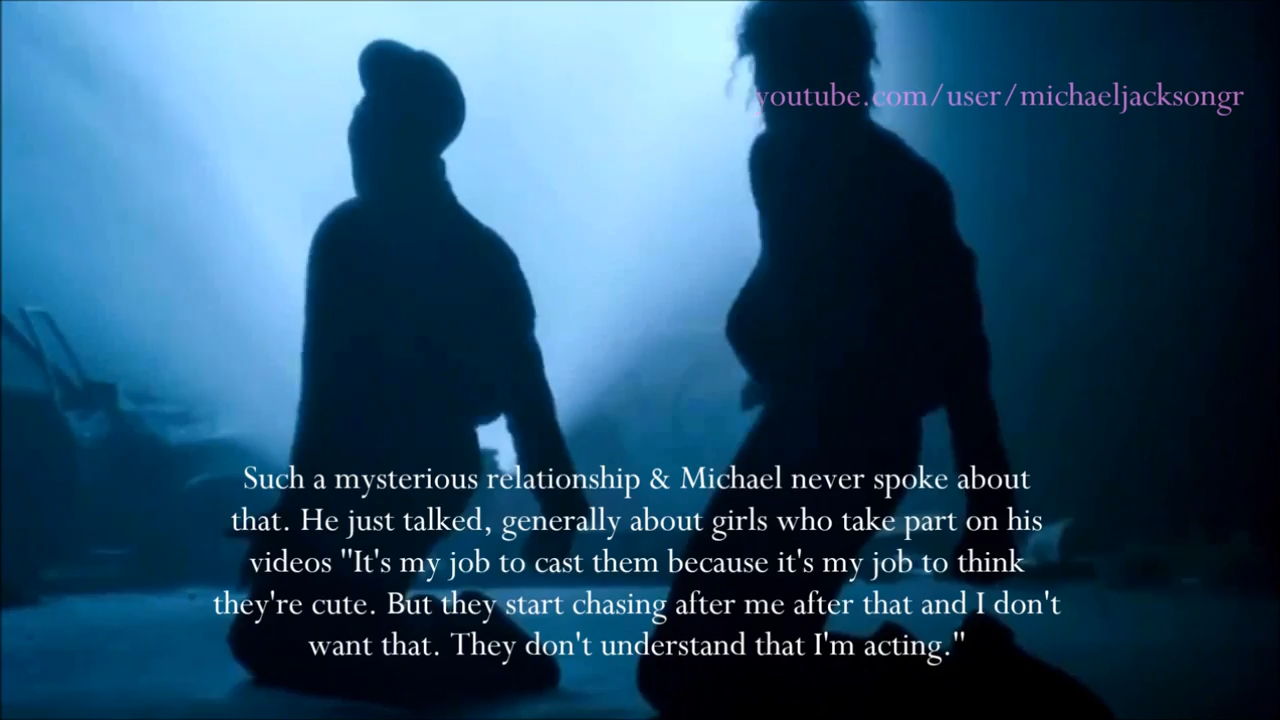 youtube.com/user/michaeljacksongr
Such a mysterious relationship & Michael never spoke about
that. He just talked, generally about girls who take part on his
videos "It's my job to cast them because it's my job to think
they're cute. But they start chasing after me after that and I don't
want that. They don't understand that I'm acting."